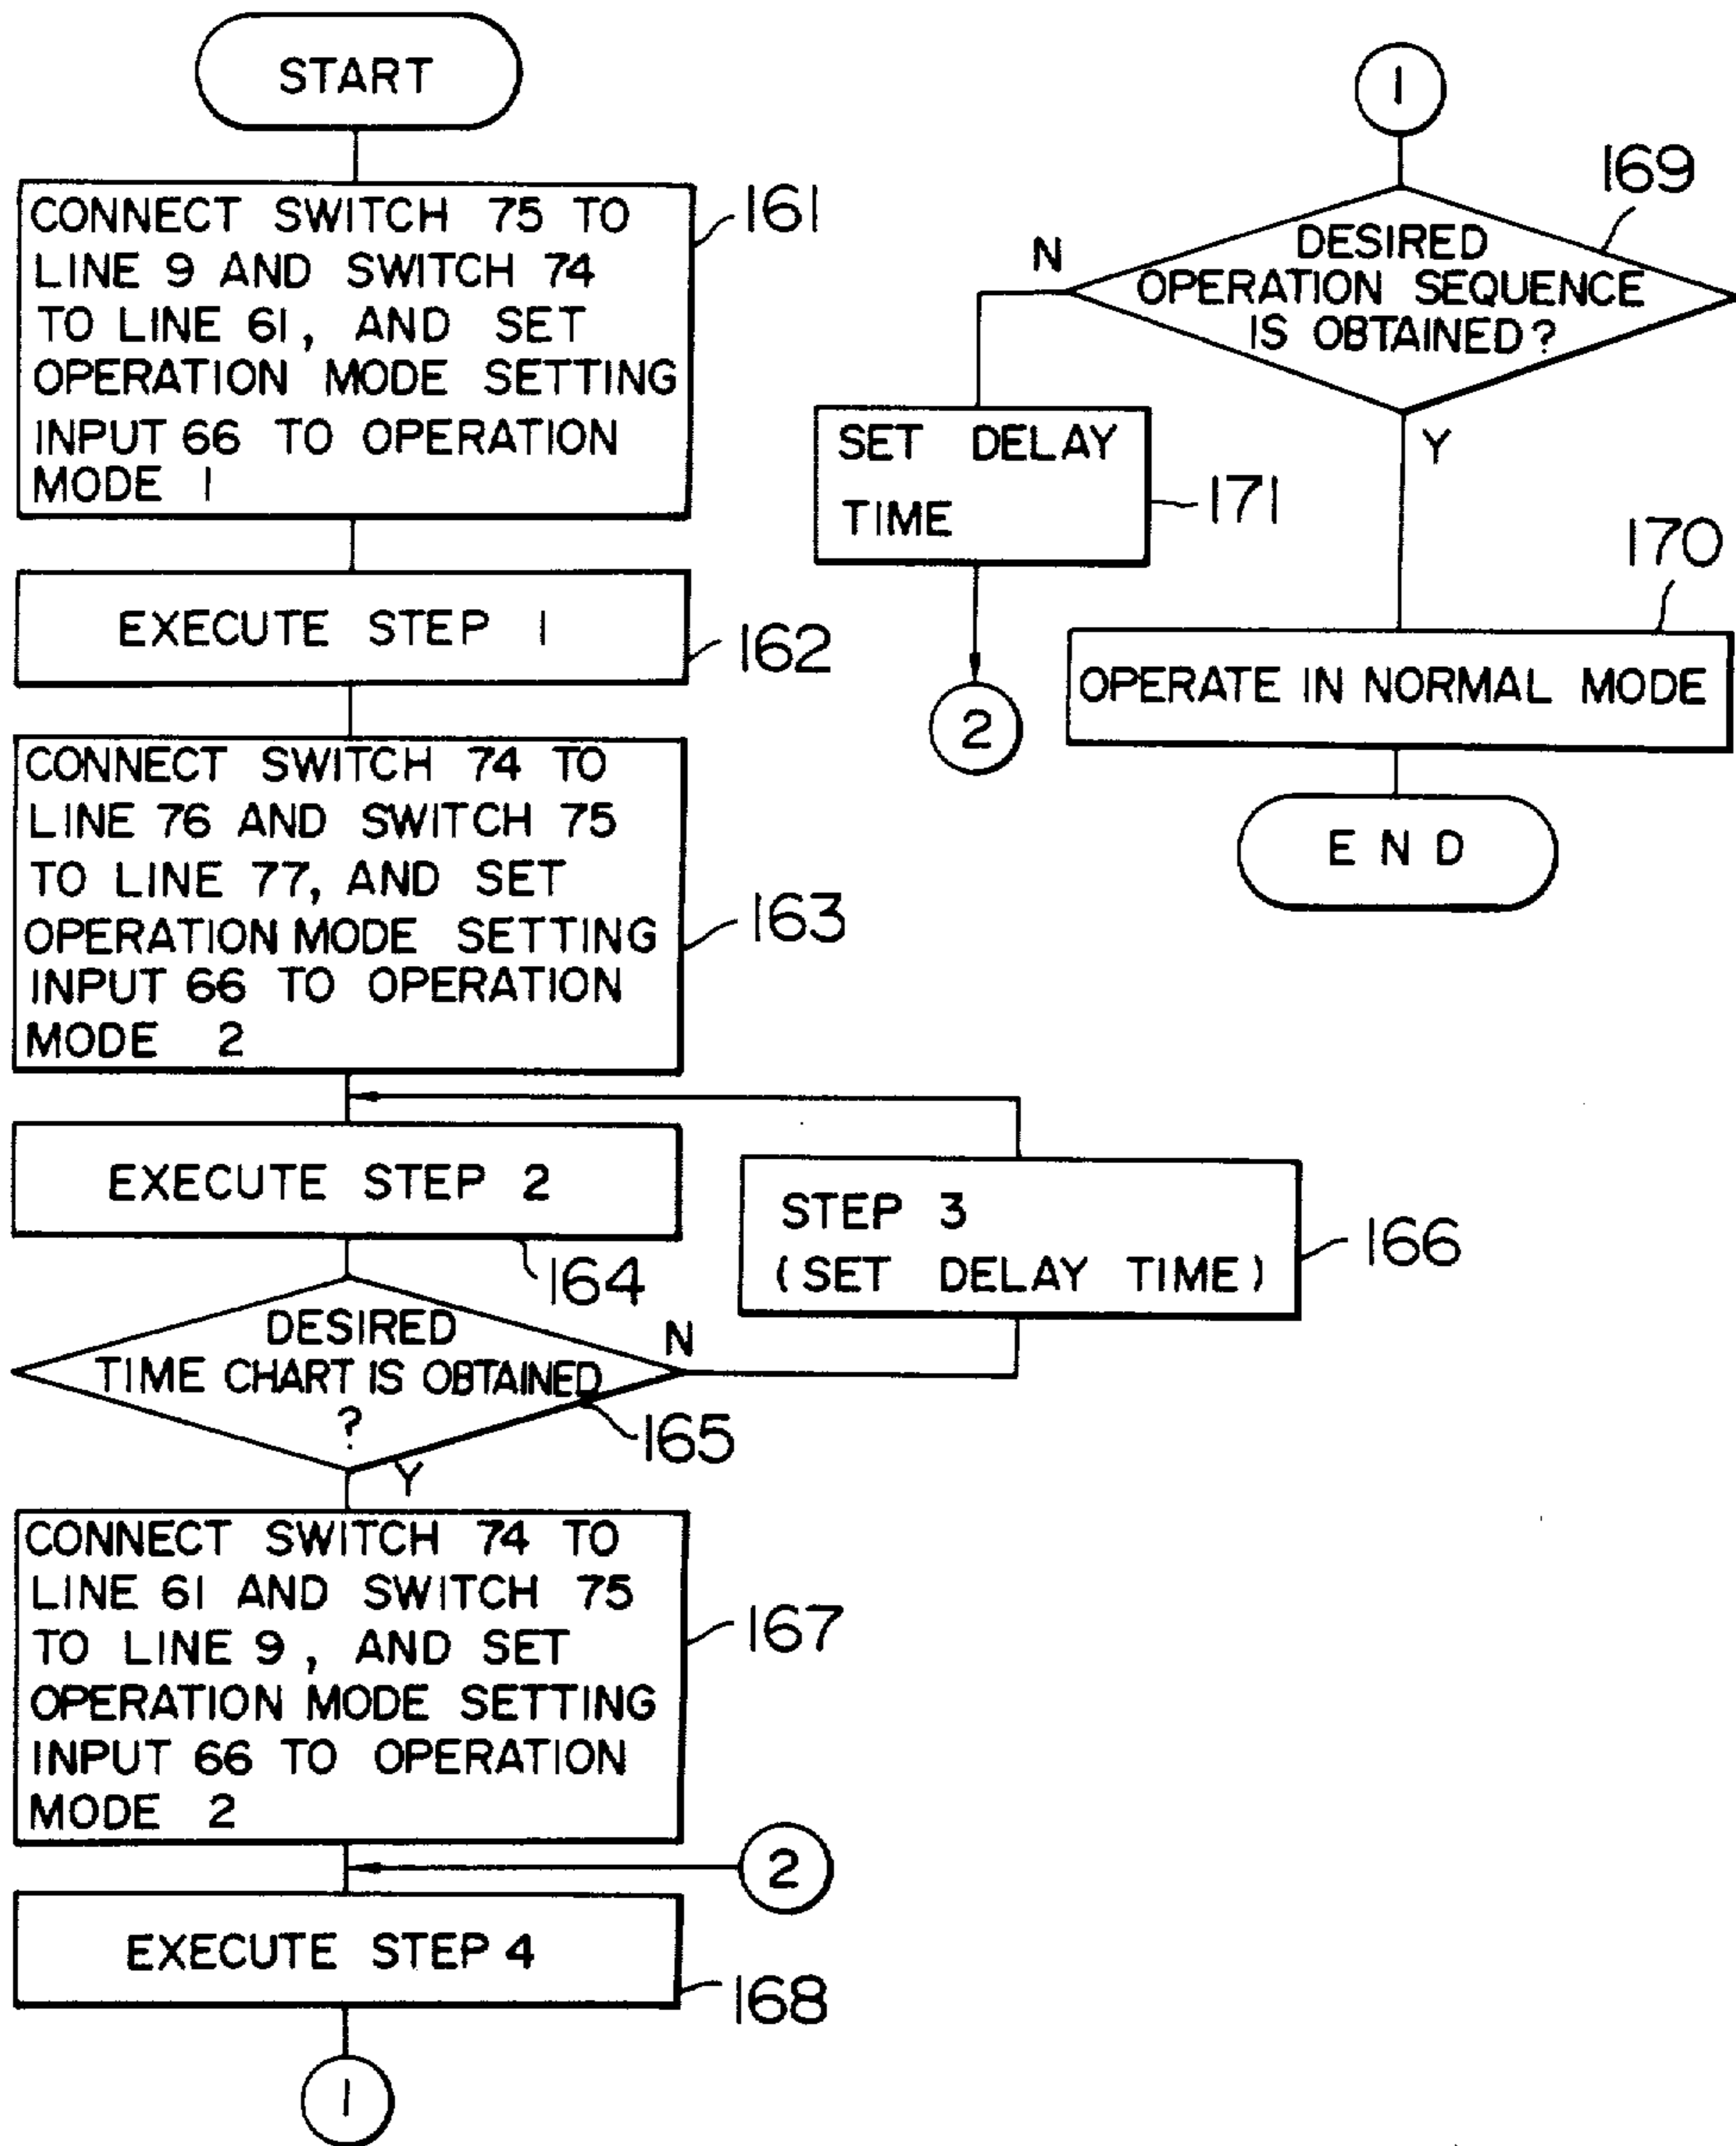 START
CONNECT SWITCH 75 TO
LINE 9 AND SWITCH 74
TO LINE 61, AND SET
OPERATION MODE SETTING
INPUT 66 TO OPERATION
MODE 1
161
EXECUTE STEP 1
162
CONNECT SWITCH 74 TO
LINE 76 AND SWITCH 75
TO LINE 77, AND SET
OPERATION MODE SETTING
INPUT 66 TO OPERATION
MODE 2
163
EXECUTE STEP 2
164
DESIRED
TIME CHART IS OBTAINED
?
165
N
STEP 3
(SET DELAY TIME)
166
Y
CONNECT SWITCH 74 TO
LINE 61 AND SWITCH 75
TO LINE 9, AND SET
OPERATION MODE SETTING
INPUT 66 TO OPERATION
MODE 2
167
2
EXECUTE STEP 4
168
1
1
169
DESIRED
OPERATION SEQUENCE
IS OBTAINED?
N
SET DELAY
TIME
171
2
Y
170
OPERATE IN NORMAL MODE
END